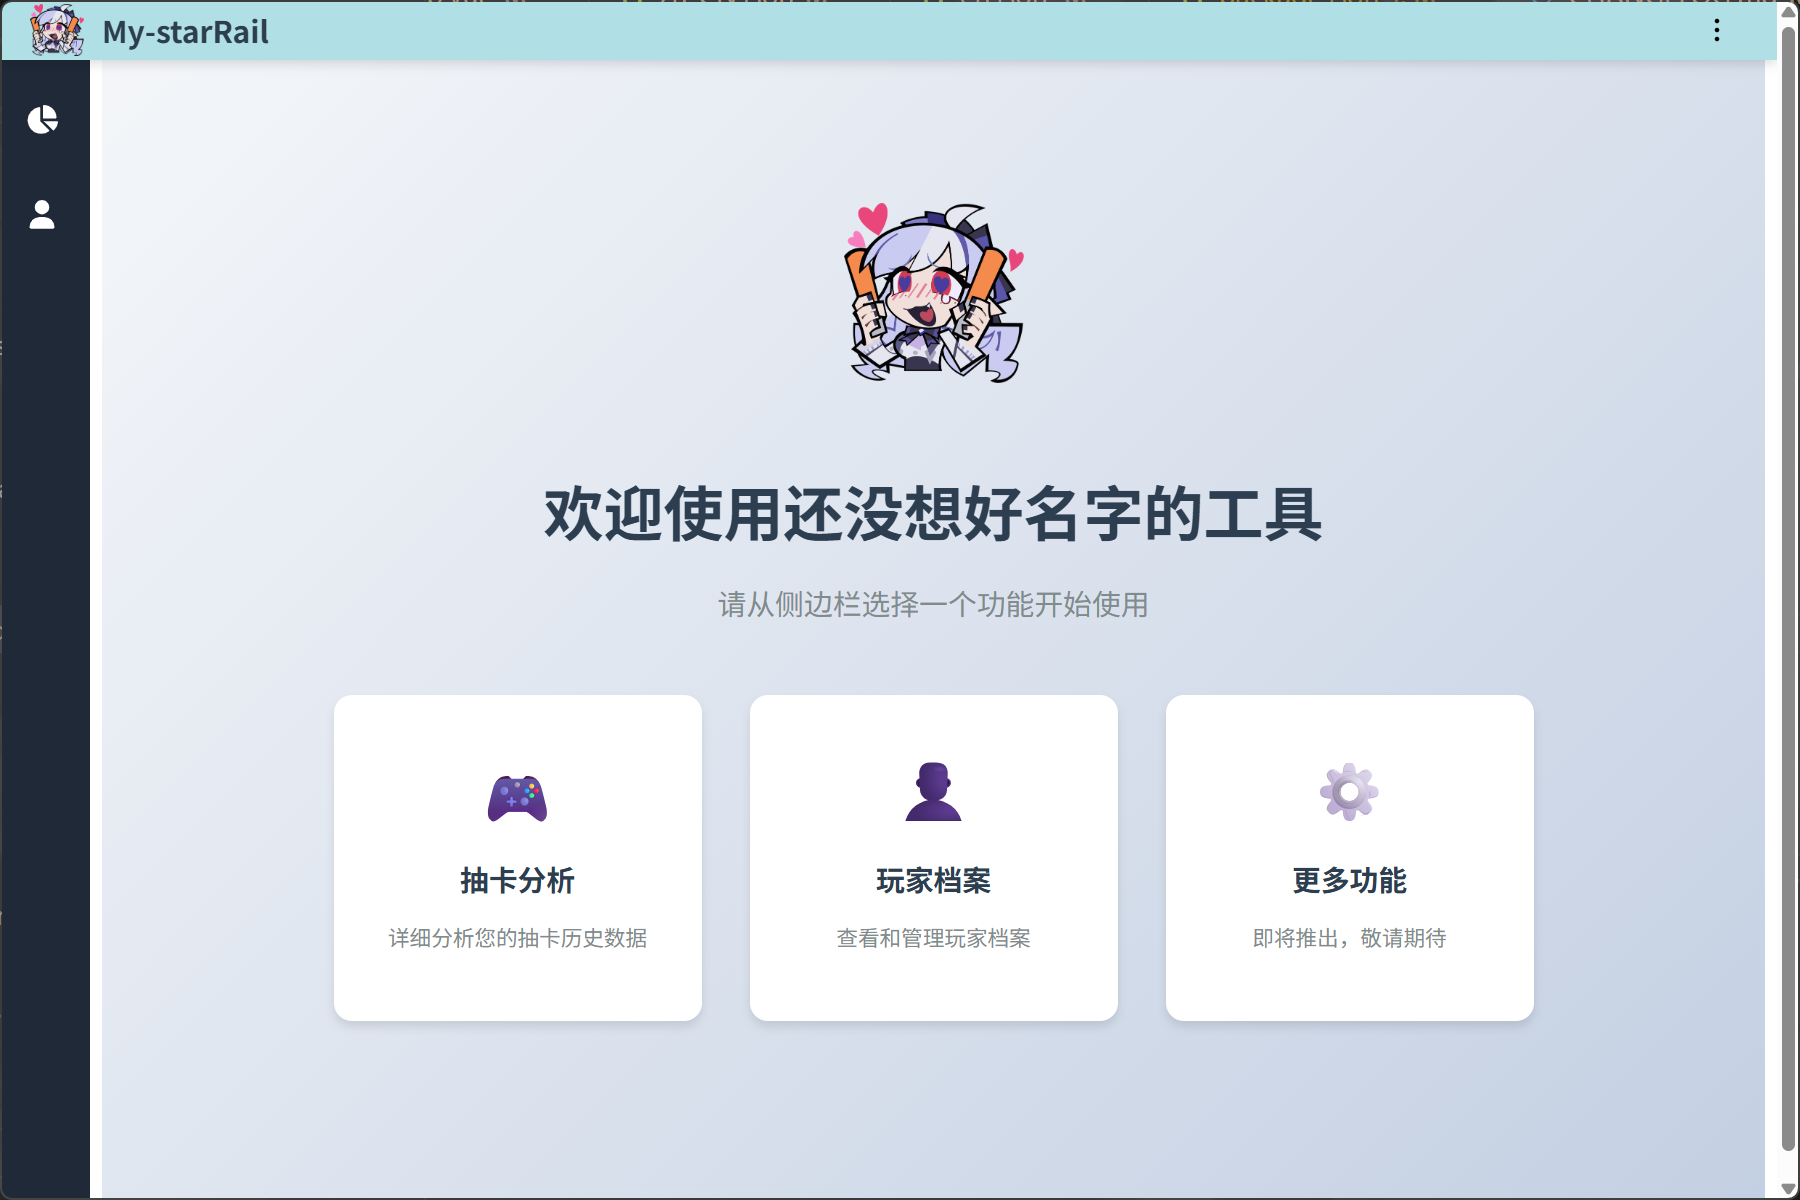 My-starRail
欢迎使用还没想好名字的工具
请从侧边栏选择一个功能开始使用
抽卡分析
详细分析您的抽卡历史数据
玩家档案
查看和管理玩家档案
更多功能
即将推出，敬请期待